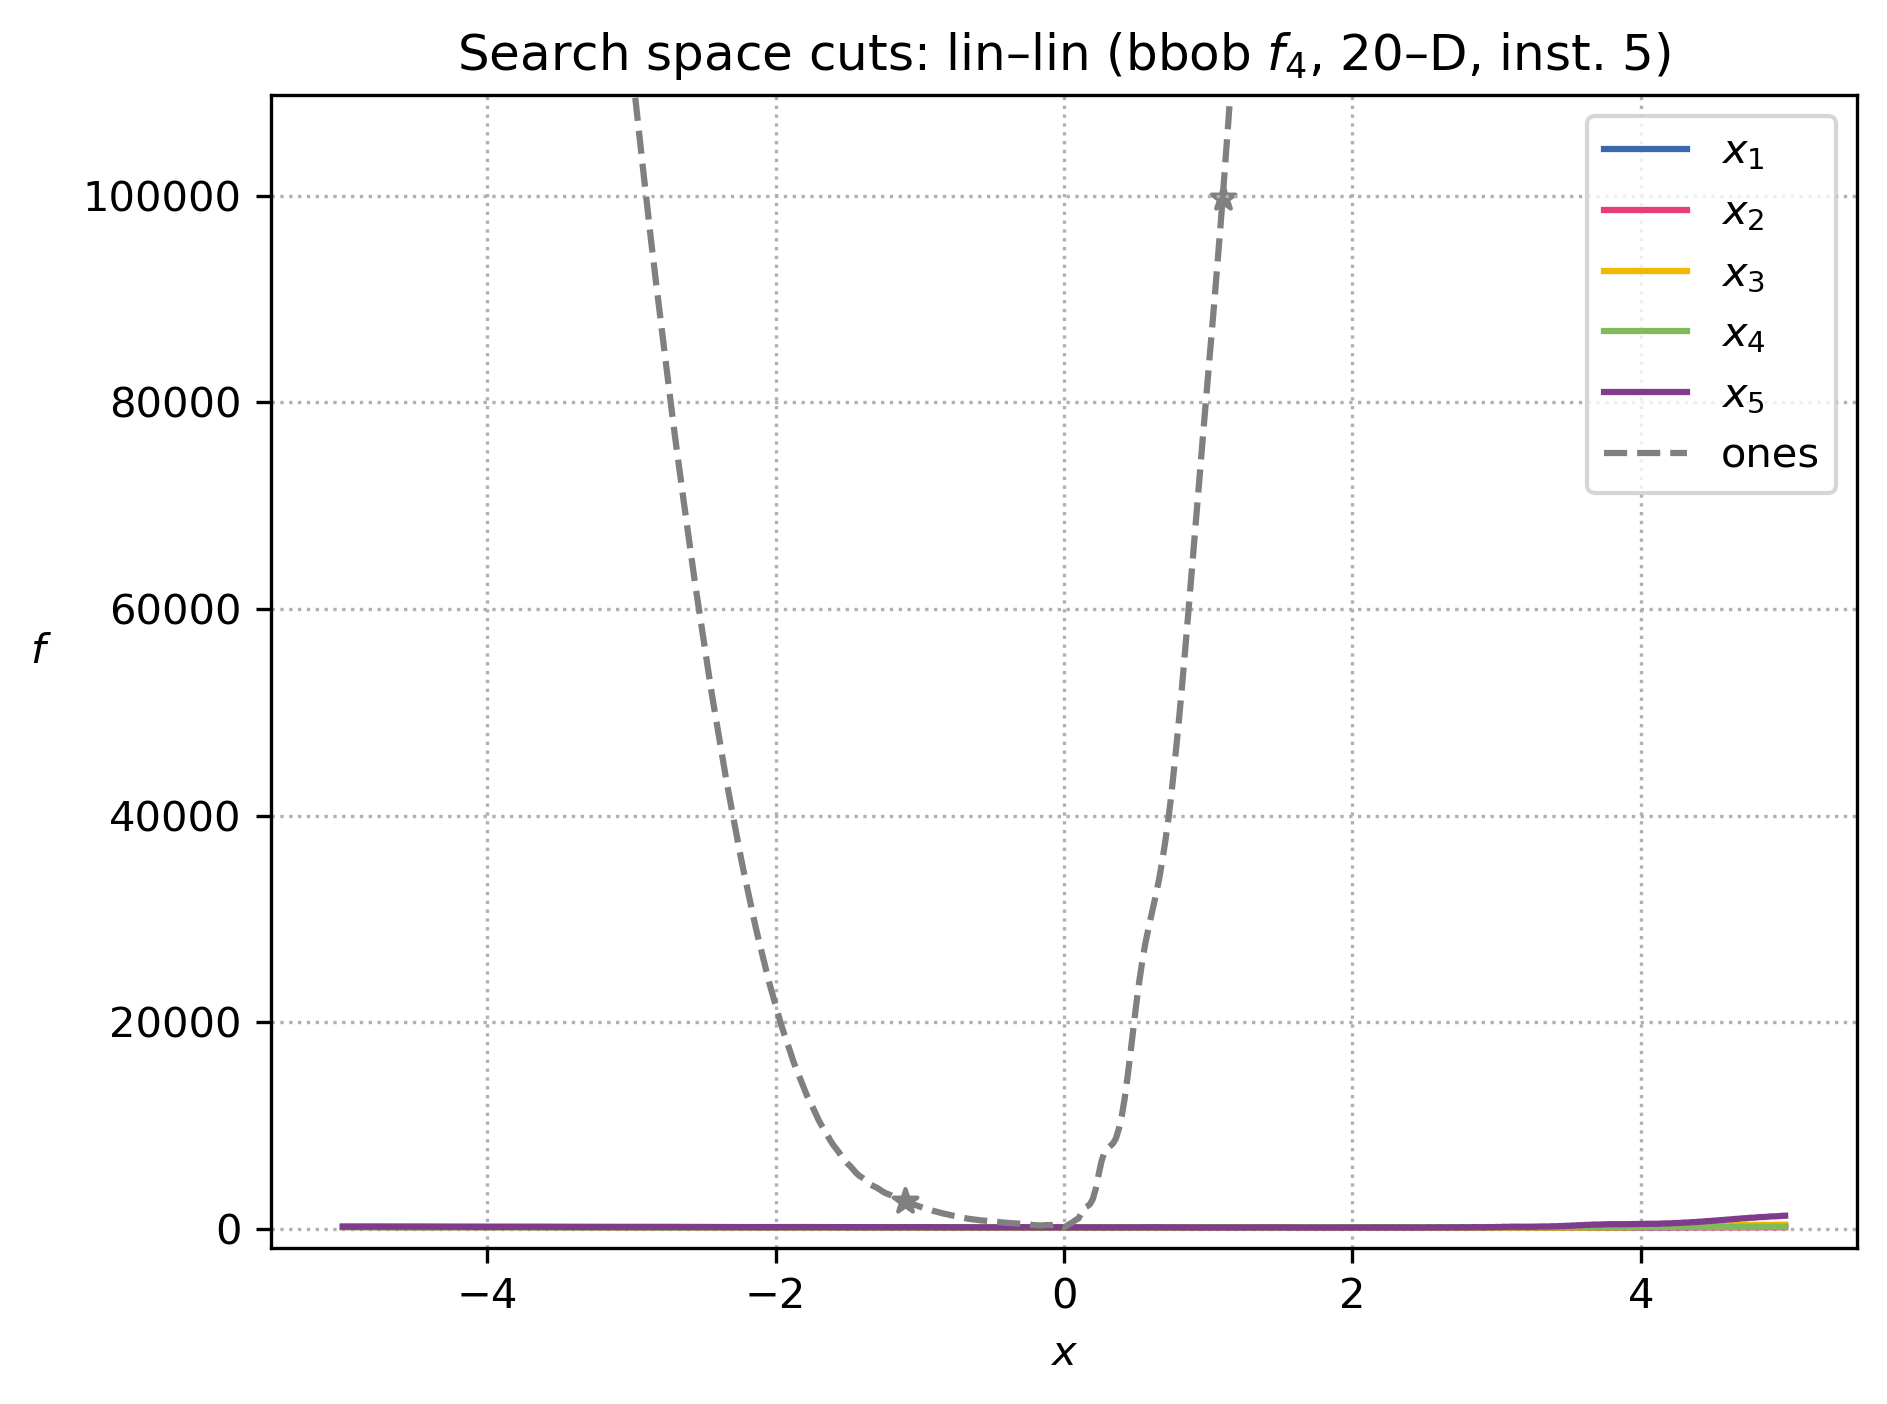 Search space cuts: lin–lin (bbob f₄, 20–D, inst. 5)
x₁
x₂
x₃
x₄
x₅
ones
100000
80000
60000
40000
20000
0
f
−4 −2 0 2 4
x